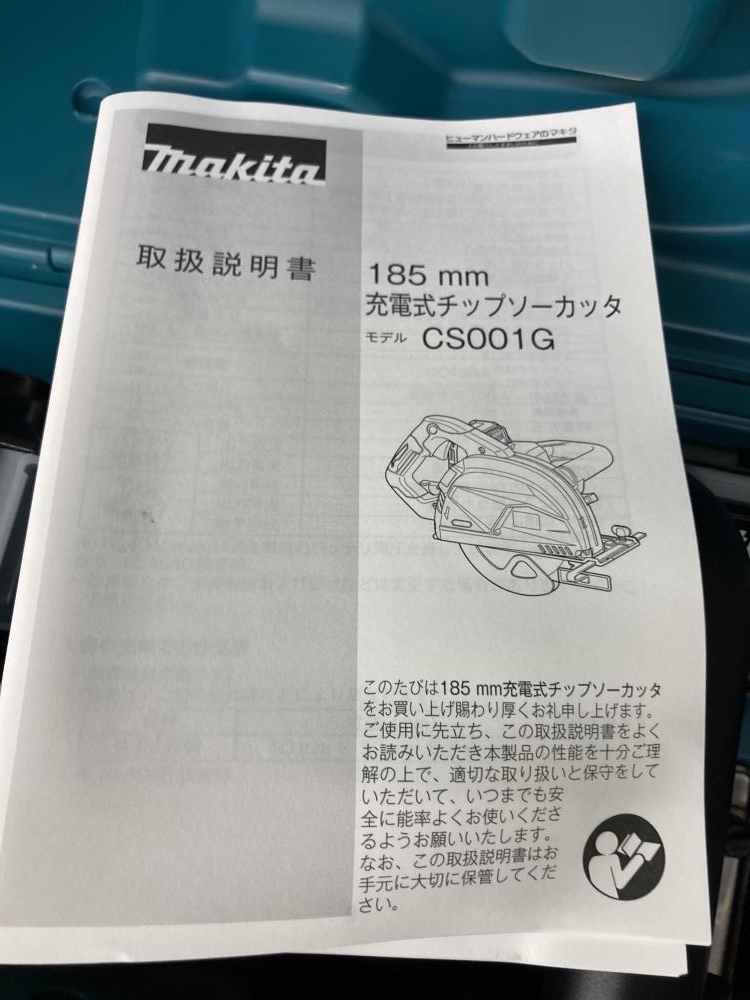 makita
ヒューマンハードウェアのマキタ
取扱説明書
185 mm
充電式チップソーカッタ
モデル CS001G
このたびは185 mm充電式チップソーカッタ
をお買い上げ賜わり厚くお礼申し上げます。
ご使用に先立ち、この取扱説明書をよく
お読みいただき本製品の性能を十分ご理
解の上で、適切な取り扱いと保守をして
いただいて、いつまでも安
全に能率よくお使いくださ
るようお願いいたします。
なお、この取扱説明書はお
手元に大切に保管してくだ
さい。